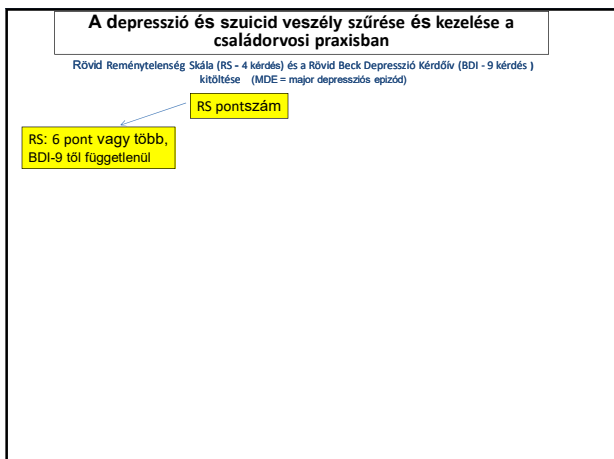 A depresszió és szuicid veszély szűrése és kezelése a
családorvosi praxisban
Rövid Reménytelenség Skála (RS - 4 kérdés) és a Rövid Beck Depresszió Kérdőív (BDI - 9 kérdés )
kitöltése (MDE = major depressziós epizód)
RS pontszám
RS: 6 pont vagy több,
BDI-9 től függetlenül